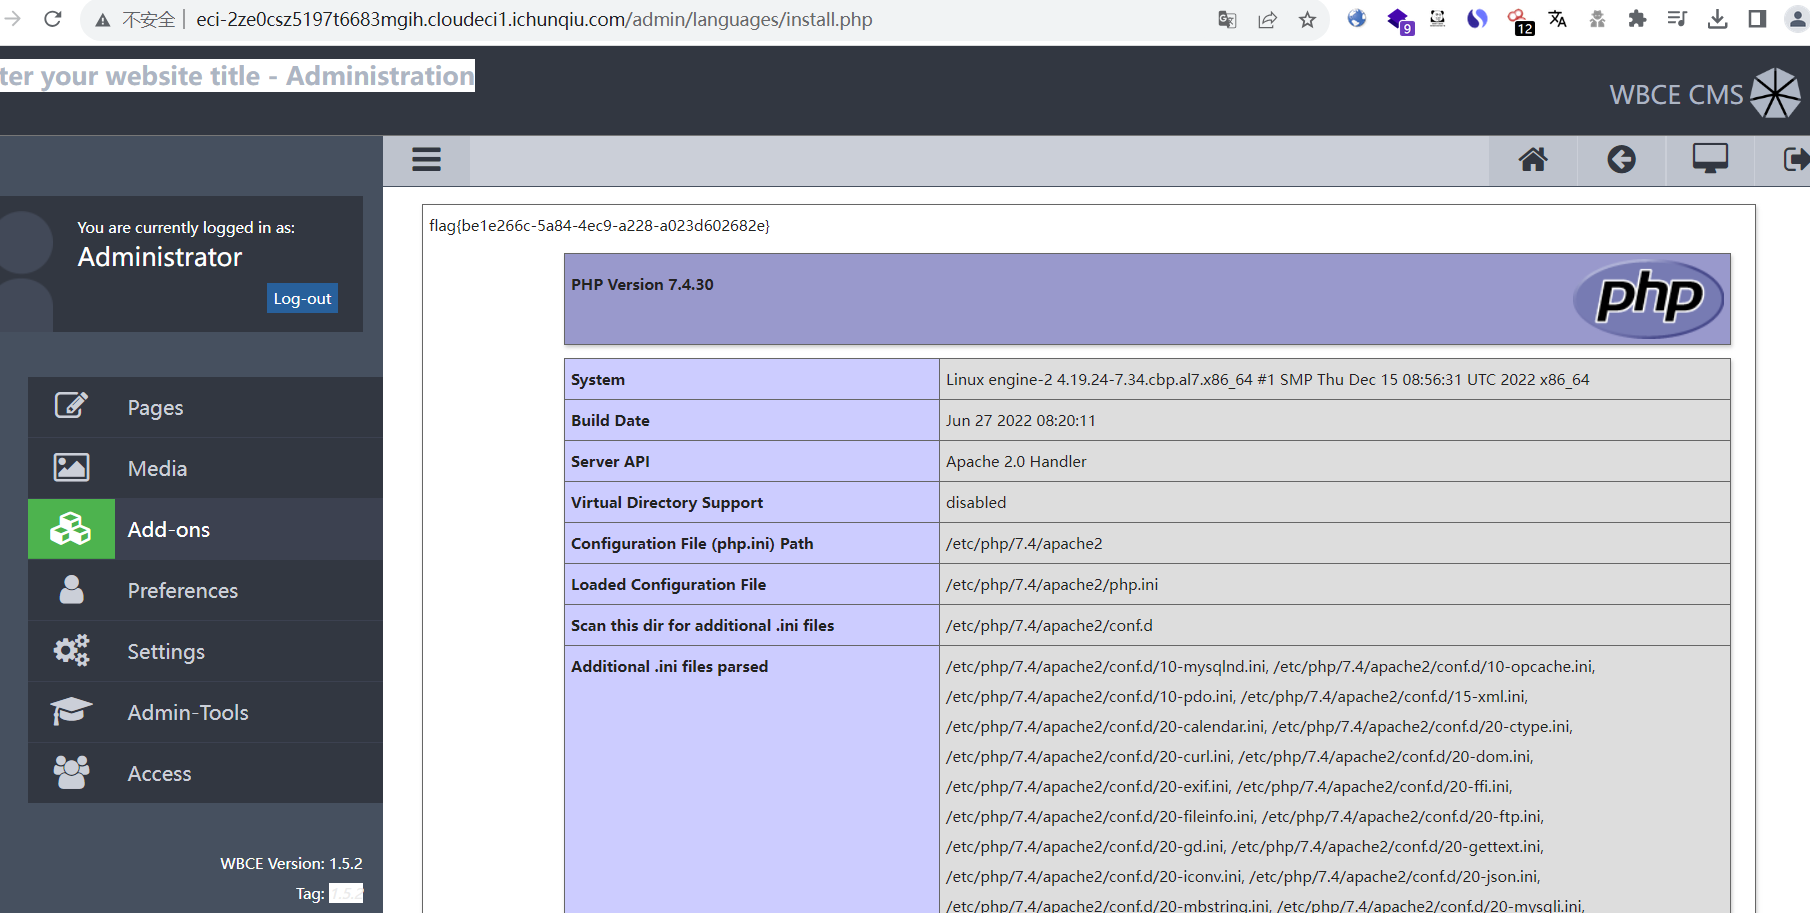 不安全 | eci-2ze0csz5197t6683mgih.cloudeci1.ichunqiu.com/admin/languages/install.php
9
12
ter your website title - Administration
WBCE CMS
You are currently logged in as:
Administrator
Log-out
Pages
Media
Add-ons
Preferences
Settings
Admin-Tools
Access
WBCE Version: 1.5.2
Tag: 1.5.2
flag{be1e266c-5a84-4ec9-a228-a023d602682e}
PHP Version 7.4.30
php
System Linux engine-2 4.19.24-7.34.cbp.al7.x86_64 #1 SMP Thu Dec 15 08:56:31 UTC 2022 x86_64
Build Date Jun 27 2022 08:20:11
Server API Apache 2.0 Handler
Virtual Directory Support disabled
Configuration File (php.ini) Path /etc/php/7.4/apache2
Loaded Configuration File /etc/php/7.4/apache2/php.ini
Scan this dir for additional .ini files /etc/php/7.4/apache2/conf.d
Additional .ini files parsed /etc/php/7.4/apache2/conf.d/10-mysqlnd.ini, /etc/php/7.4/apache2/conf.d/10-opcache.ini,
/etc/php/7.4/apache2/conf.d/10-pdo.ini, /etc/php/7.4/apache2/conf.d/15-xml.ini,
/etc/php/7.4/apache2/conf.d/20-calendar.ini, /etc/php/7.4/apache2/conf.d/20-ctype.ini,
/etc/php/7.4/apache2/conf.d/20-curl.ini, /etc/php/7.4/apache2/conf.d/20-dom.ini,
/etc/php/7.4/apache2/conf.d/20-exif.ini, /etc/php/7.4/apache2/conf.d/20-ffi.ini,
/etc/php/7.4/apache2/conf.d/20-fileinfo.ini, /etc/php/7.4/apache2/conf.d/20-ftp.ini,
/etc/php/7.4/apache2/conf.d/20-gd.ini, /etc/php/7.4/apache2/conf.d/20-gettext.ini,
/etc/php/7.4/apache2/conf.d/20-iconv.ini, /etc/php/7.4/apache2/conf.d/20-json.ini,
/etc/php/7.4/apache2/conf.d/20-mbstring.ini, /etc/php/7.4/apache2/conf.d/20-mysqli.ini,